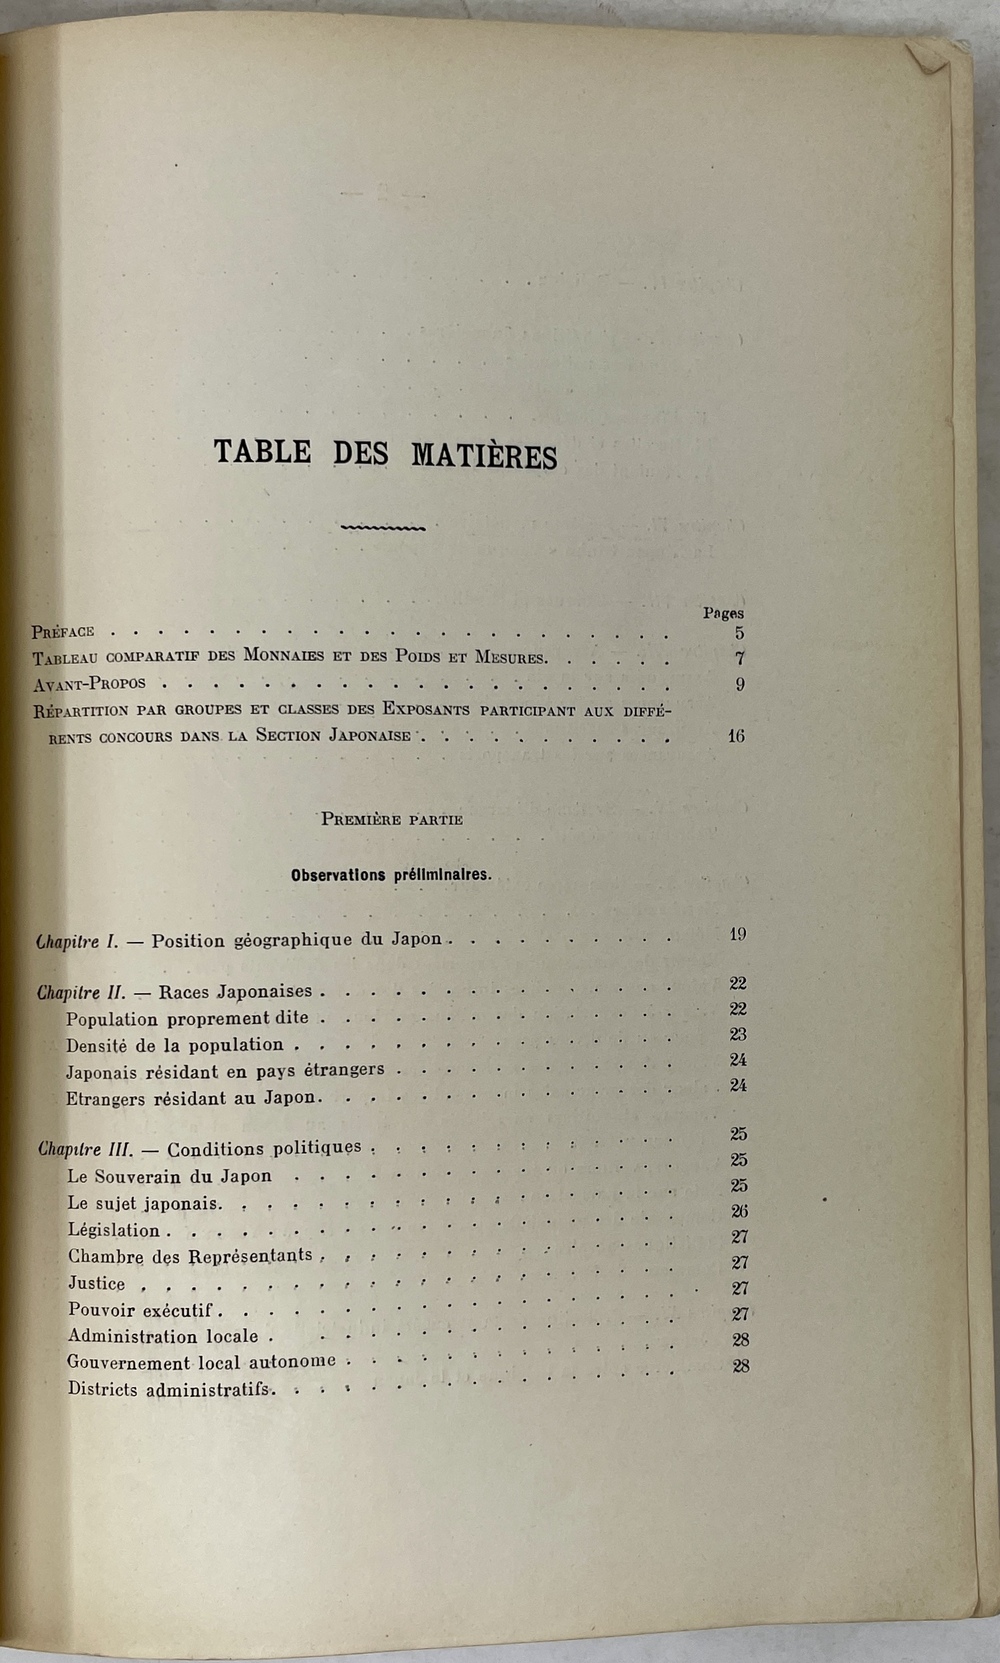 TABLE DES MATIÈRES
Pages
PRÉFACE . . . . . . . . . . . . . . . . . . . . . . 5
TABLEAU COMPARATIF DES MONNAIES ET DES POIDS ET MESURES. . . . . . 7
AVANT-PROPOS . . . . . . . . . . . . . . . . . . . . 9
RÉPARTITION PAR GROUPES ET CLASSES DES EXPOSANTS PARTICIPANT AUX DIFFÉ-
RENTS CONCOURS DANS LA SECTION JAPONAISE . . . . . . . . . . . 16
PREMIÈRE PARTIE
Observations préliminaires.
Chapitre I. — Position géographique du Japon . . . . . . . . . . 19
Chapitre II. — Races Japonaises . . . . . . . . . . . . . . . 22
Population proprement dite . . . . . . . . . . . . . . . 22
Densité de la population . . . . . . . . . . . . . . . . 23
Japonais résidant en pays étrangers . . . . . . . . . . . . 24
Etrangers résidant au Japon. . . . . . . . . . . . . . . 24
Chapitre III. — Conditions politiques . . . . . . . . . . . . . 25
Le Souverain du Japon . . . . . . . . . . . . . . . . 25
Le sujet japonais. . . . . . . . . . . . . . . . . . . 25
Législation . . . . . . . . . . . . . . . . . . . . . 26
Chambre des Représentants . . . . . . . . . . . . . . . 27
Justice . . . . . . . . . . . . . . . . . . . . . . 27
Pouvoir exécutif . . . . . . . . . . . . . . . . . . . 27
Administration locale . . . . . . . . . . . . . . . . 27
Gouvernement local autonome . . . . . . . . . . . . . . 28
Districts administratifs. . . . . . . . . . . . . . . . . 28